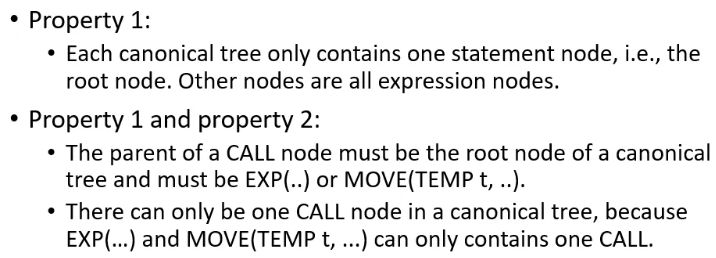 • Property 1:
• Each canonical tree only contains one statement node, i.e., the
root node. Other nodes are all expression nodes.
• Property 1 and property 2:
• The parent of a CALL node must be the root node of a canonical
tree and must be EXP(..) or MOVE(TEMP t, ..).
• There can only be one CALL node in a canonical tree, because
EXP(...) and MOVE(TEMP t, ...) can only contains one CALL.